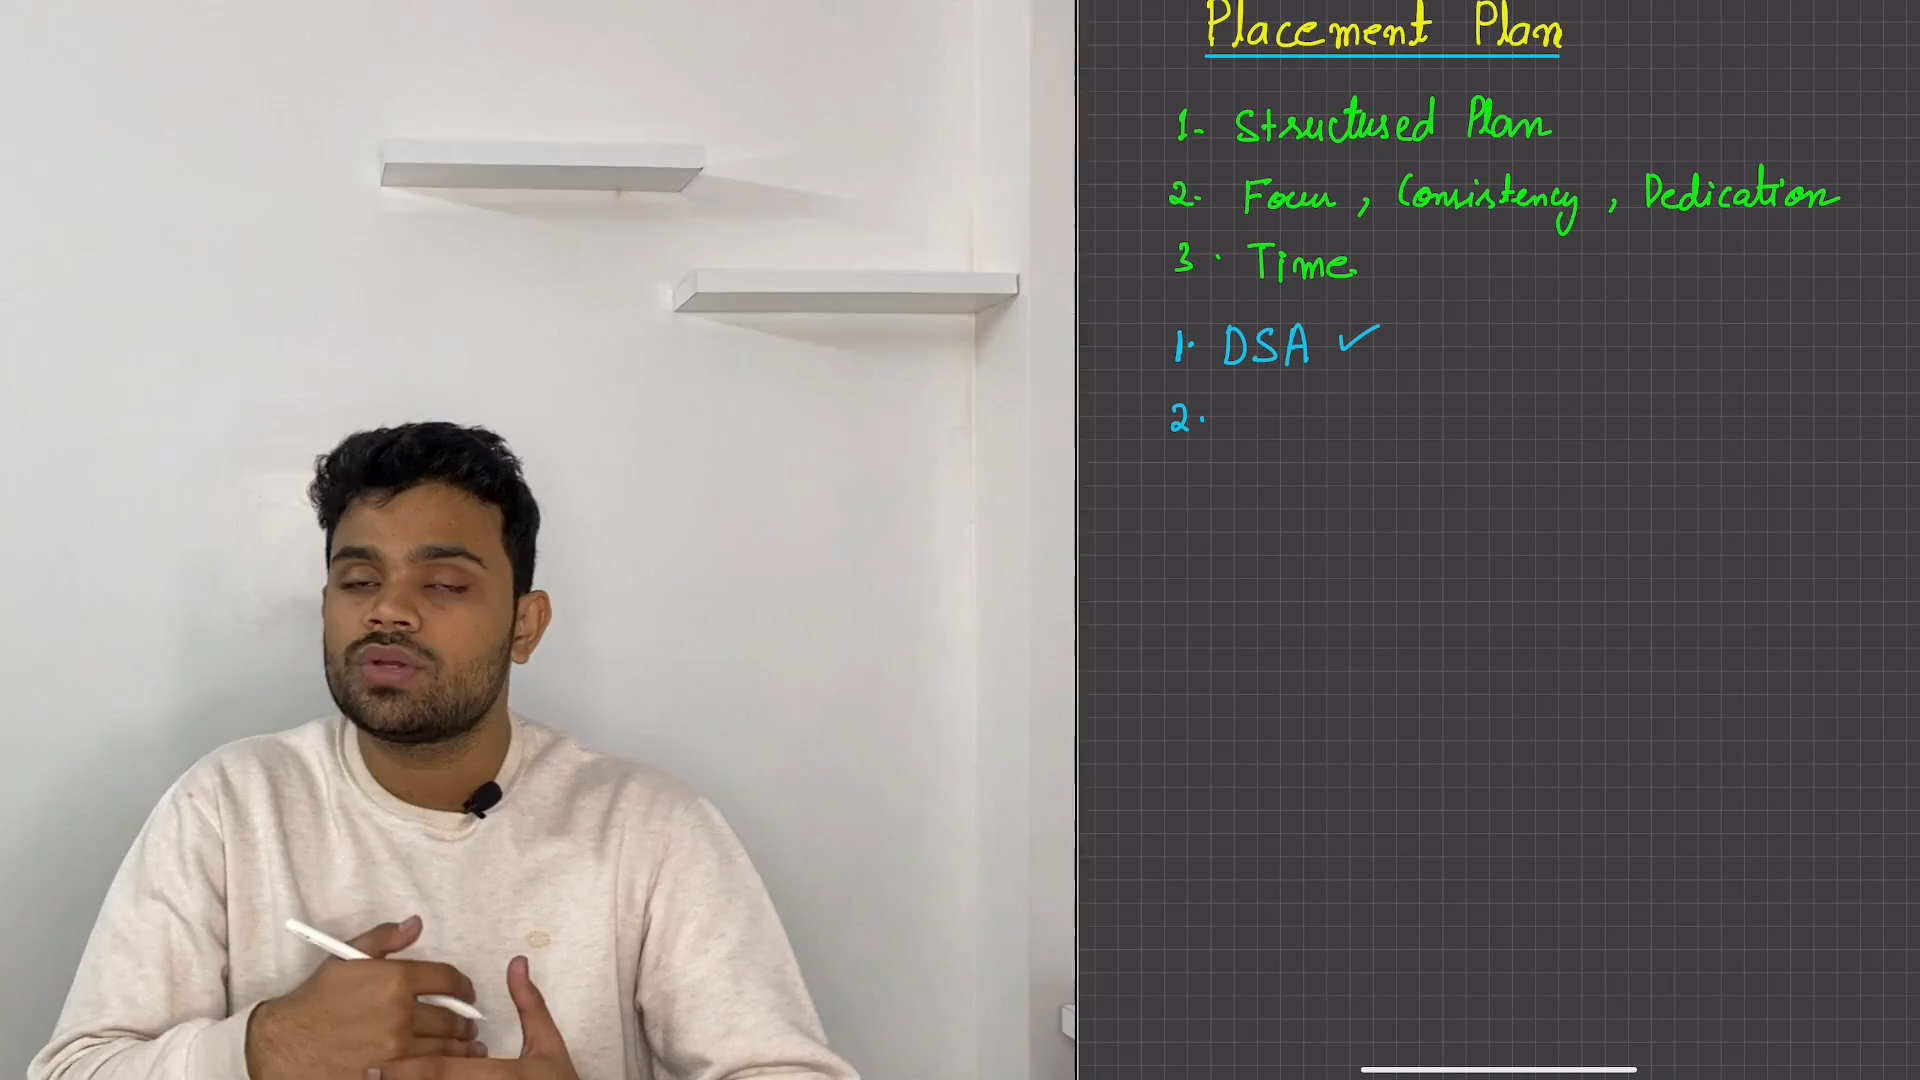 Placement Plan
1. Structured Plan
2. Focus, Consistency, Dedication
3. Time
1. DSA ✓
2.